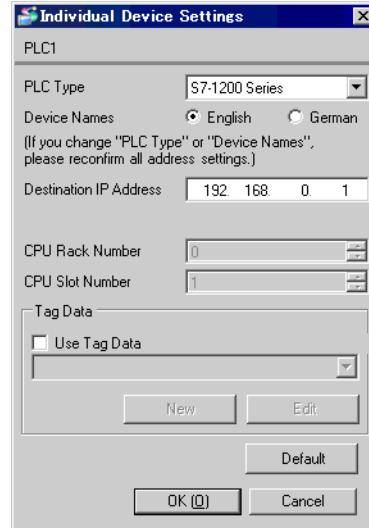 Individual Device Settings
PLC1
PLC Type S7-1200 Series
Device Names English German
(If you change "PLC Type" or "Device Names",
please reconfirm all address settings.)
Destination IP Address 192. 168. 0. 1
CPU Rack Number 0
CPU Slot Number 1
Tag Data
Use Tag Data
New Edit
Default
OK (O) Cancel